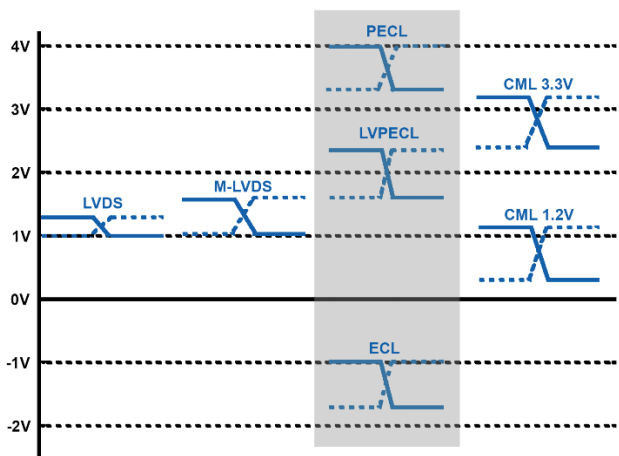 PECL
4V
CML 3.3V
3V
LVPECL
2V
M-LVDS
LVDS
CML 1.2V
1V
0V
ECL
-1V
-2V